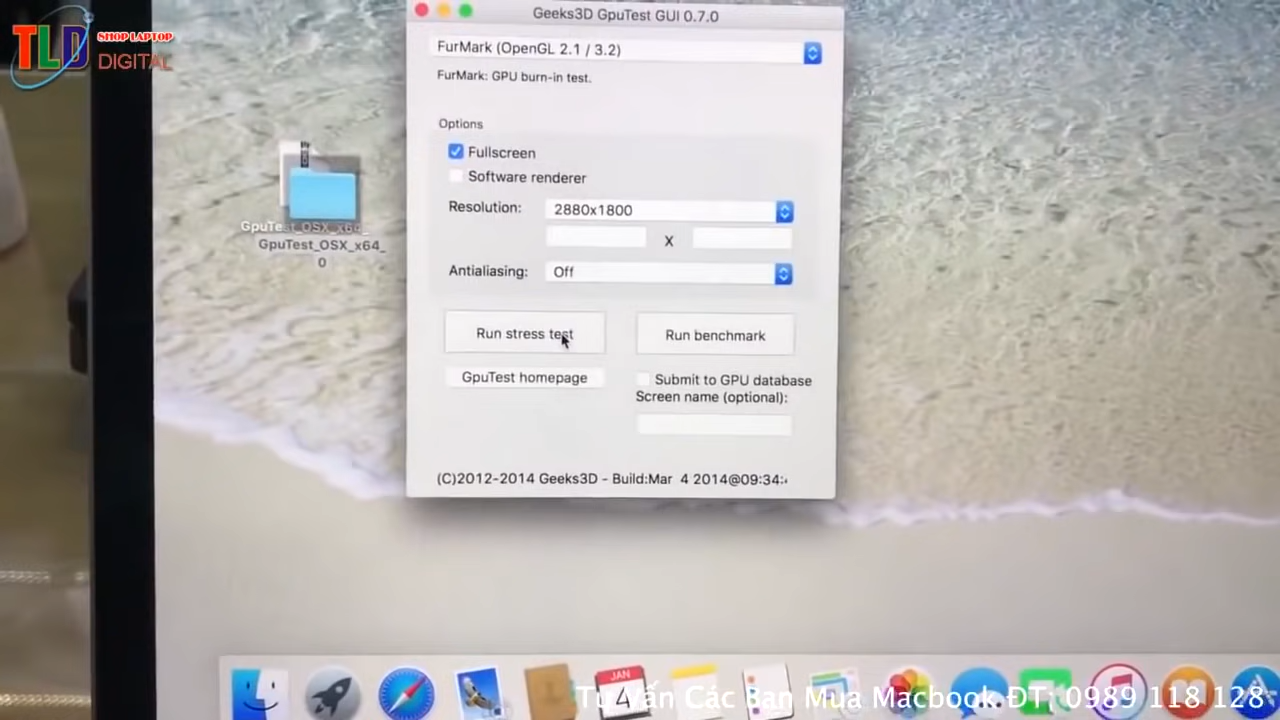 TLD SHOP LAPTOP
DIGITAL
Geeks3D GpuTest GUI 0.7.0
FurMark (OpenGL 2.1 / 3.2)
FurMark: GPU burn-in test.
Options
Fullscreen
Software renderer
Resolution: 2880x1800
X
Antialiasing: Off
Run stress test
Run benchmark
GpuTest homepage
Submit to GPU database
Screen name (optional):
(C)2012-2014 Geeks3D - Build:Mar 4 2014@09:34:
GpuTest_OSX_x64_
GpuTest_OSX_x64_
0
JAN
4
Tư Vấn Các Bạn Mua Macbook ĐT: 0989 118 128